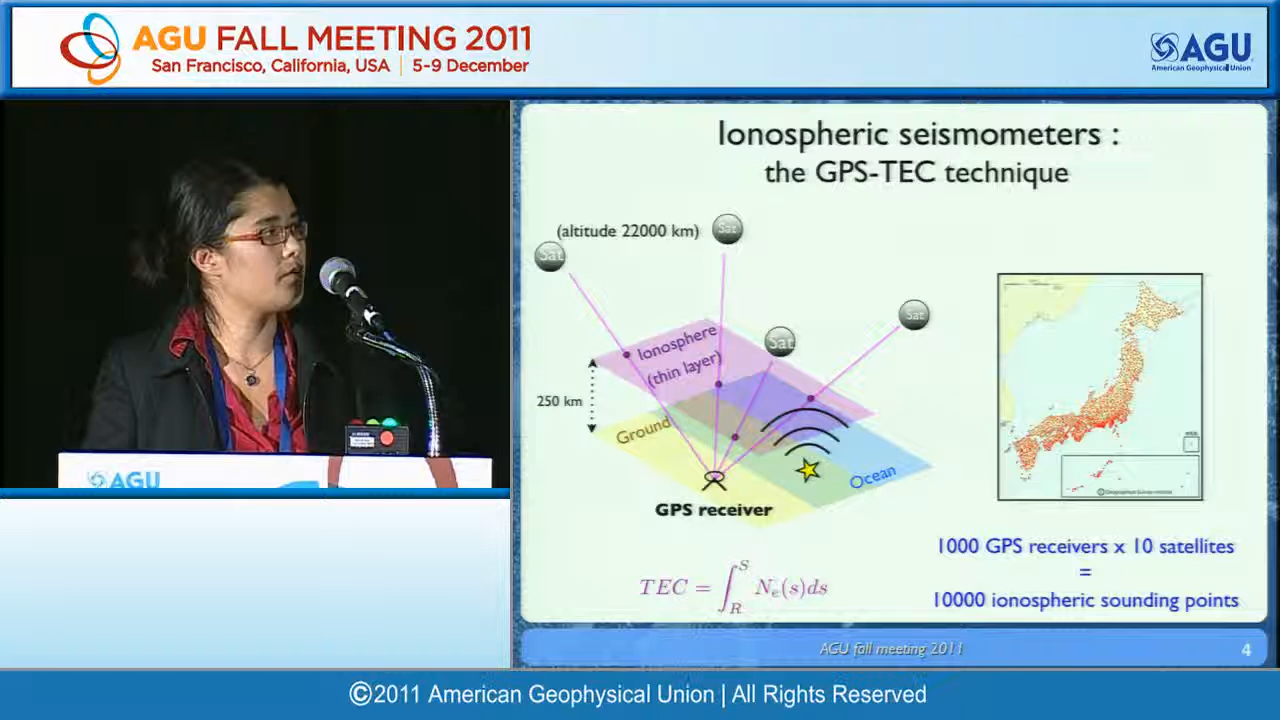 AGU FALL MEETING 2011
San Francisco, California, USA | 5-9 December
AGU
American Geophysical Union
Ionospheric seismometers :
the GPS-TEC technique
(altitude 22000 km)
Sat
Sat
Sat
Sat
Ionosphere
(thin layer)
250 km
Ground
Ocean
GPS receiver
TEC = ∫_R^S N_e(s)ds
1000 GPS receivers x 10 satellites
=
10000 ionospheric sounding points
AGU fall meeting 2011
4
AGU
©2011 American Geophysical Union | All Rights Reserved